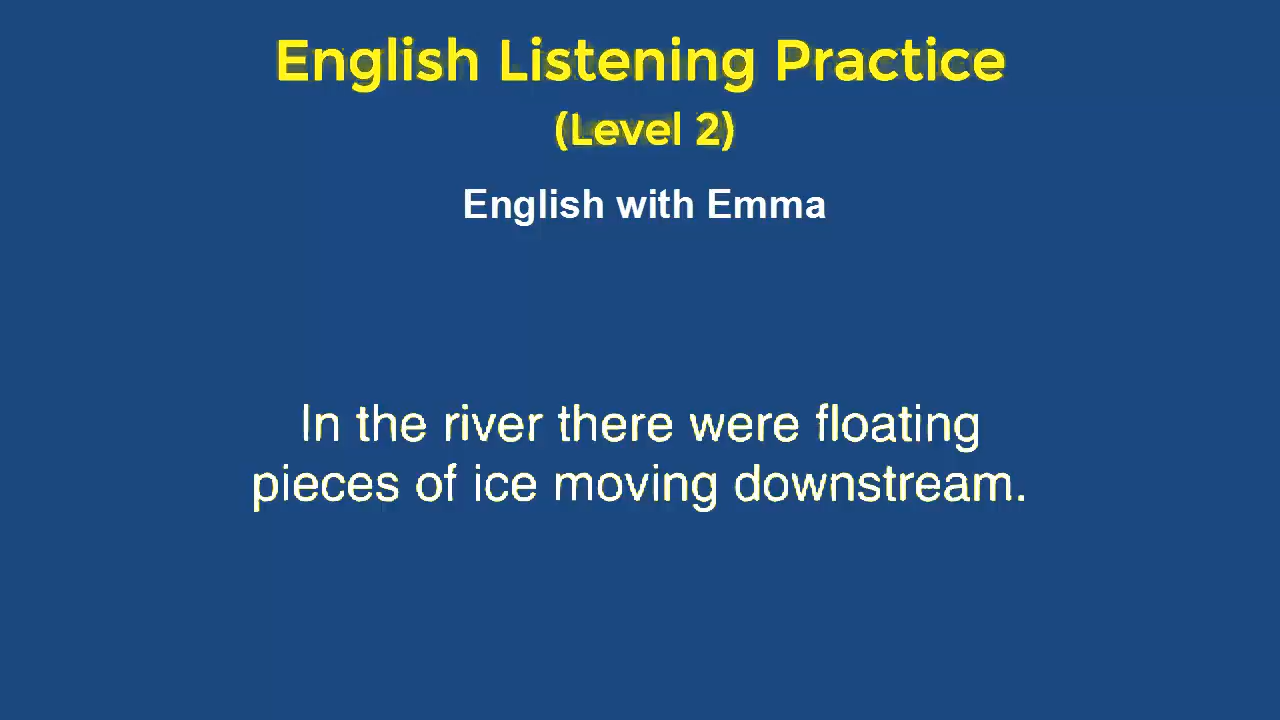 English Listening Practice
(Level 2)
English with Emma
In the river there were floating
pieces of ice moving downstream.